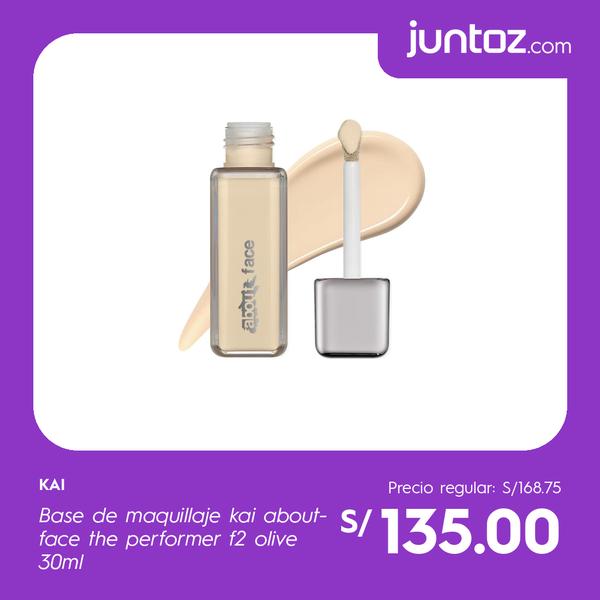 juntoz.com
about-face
KAI
Base de maquillaje kai about-
face the performer f2 olive
30ml
Precio regular: S/168.75
S/135.00